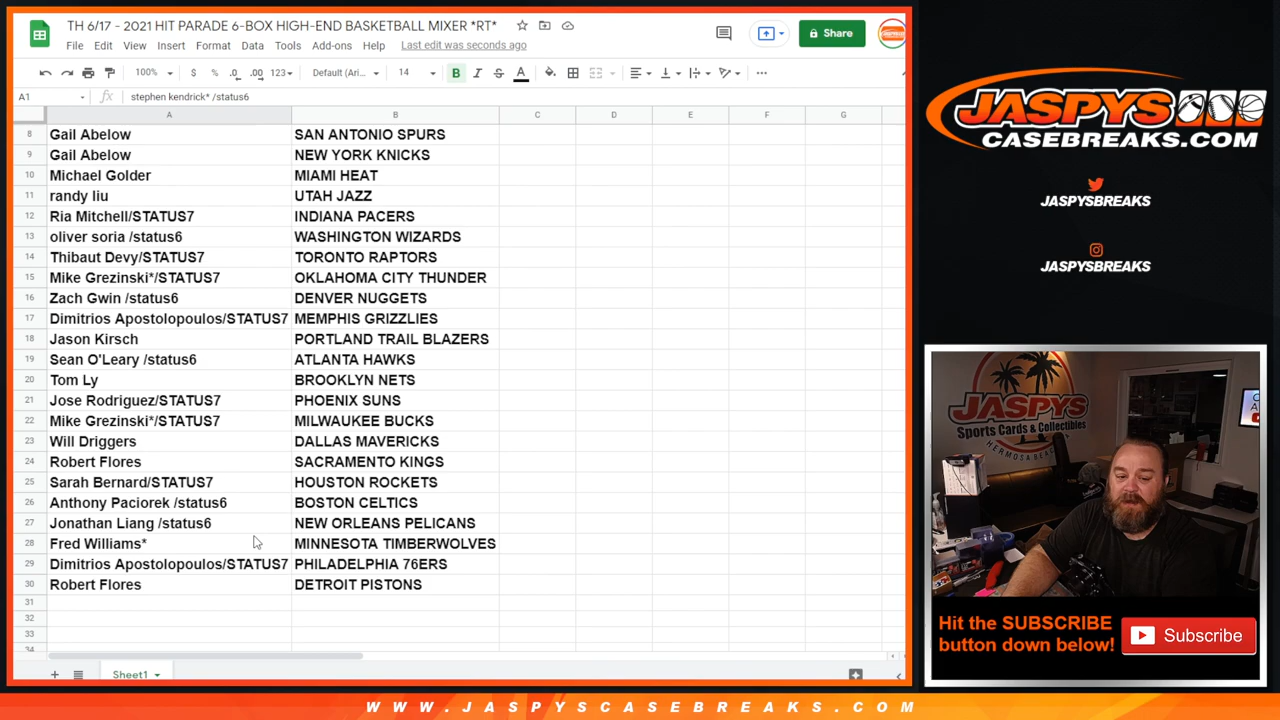 TH 6/17 - 2021 HIT PARADE 6-BOX HIGH-END BASKETBALL MIXER *RT*
File Edit View Insert Format Data Tools Add-ons Help Last edit was seconds ago
Share
100% $ % .0 .00 123 Default (Ari... 14 B I S A
A1 fx stephen kendrick* /status6
A B C D E F G
8 Gail Abelow SAN ANTONIO SPURS
9 Gail Abelow NEW YORK KNICKS
10 Michael Golder MIAMI HEAT
11 randy liu UTAH JAZZ
12 Ria Mitchell/STATUS7 INDIANA PACERS
13 oliver soria /status6 WASHINGTON WIZARDS
14 Thibaut Devy/STATUS7 TORONTO RAPTORS
15 Mike Grezinski*/STATUS7 OKLAHOMA CITY THUNDER
16 Zach Gwin /status6 DENVER NUGGETS
17 Dimitrios Apostolopoulos/STATUS7 MEMPHIS GRIZZLIES
18 Jason Kirsch PORTLAND TRAIL BLAZERS
19 Sean O'Leary /status6 ATLANTA HAWKS
20 Tom Ly BROOKLYN NETS
21 Jose Rodriguez/STATUS7 PHOENIX SUNS
22 Mike Grezinski*/STATUS7 MILWAUKEE BUCKS
23 Will Driggers DALLAS MAVERICKS
24 Robert Flores SACRAMENTO KINGS
25 Sarah Bernard/STATUS7 HOUSTON ROCKETS
26 Anthony Paciorek /status6 BOSTON CELTICS
27 Jonathan Liang /status6 NEW ORLEANS PELICANS
28 Fred Williams* MINNESOTA TIMBERWOLVES
29 Dimitrios Apostolopoulos/STATUS7 PHILADELPHIA 76ERS
30 Robert Flores DETROIT PISTONS
31
32
33
34
Sheet1
JASPYS
CASEBREAKS.COM
JASPYSBREAKS
JASPYSBREAKS
JASPYS
Sports Cards & Collectibles
HERMOSA BEACH
Hit the SUBSCRIBE
button down below!
Subscribe
WWW.JASPYSCASEBREAKS.COM